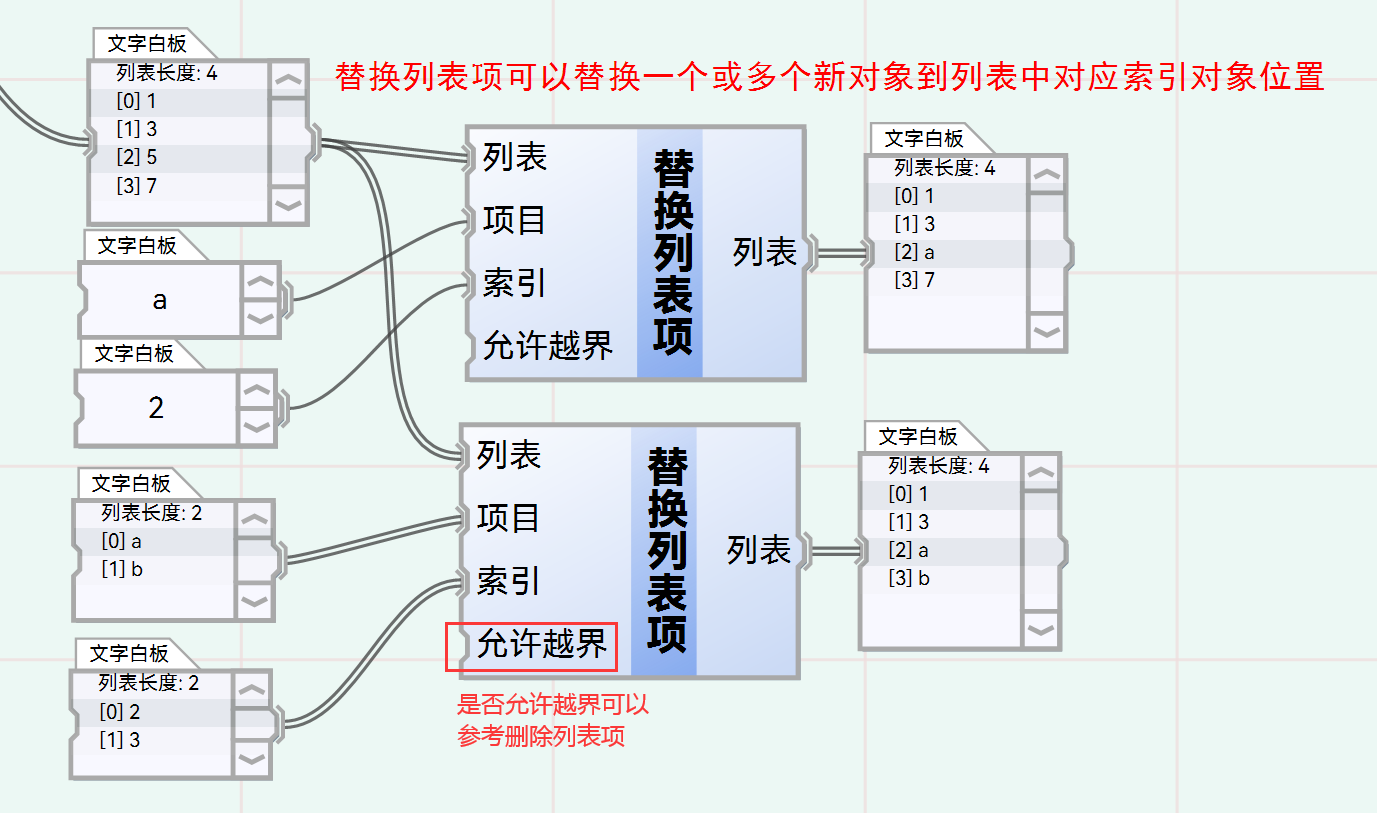 文字白板
列表长度: 4
[0] 1
[1] 3
[2] 5
[3] 7
替换列表项可以替换一个或多个新对象到列表中对应索引对象位置
文字白板
a
文字白板
2
列表
项目
索引
允许越界
替换列表项
列表
文字白板
列表长度: 4
[0] 1
[1] 3
[2] a
[3] 7
文字白板
列表长度: 2
[0] a
[1] b
文字白板
列表长度: 2
[0] 2
[1] 3
列表
项目
索引
允许越界
替换列表项
列表
是否允许越界可以
参考删除列表项
文字白板
列表长度: 4
[0] 1
[1] 3
[2] a
[3] b